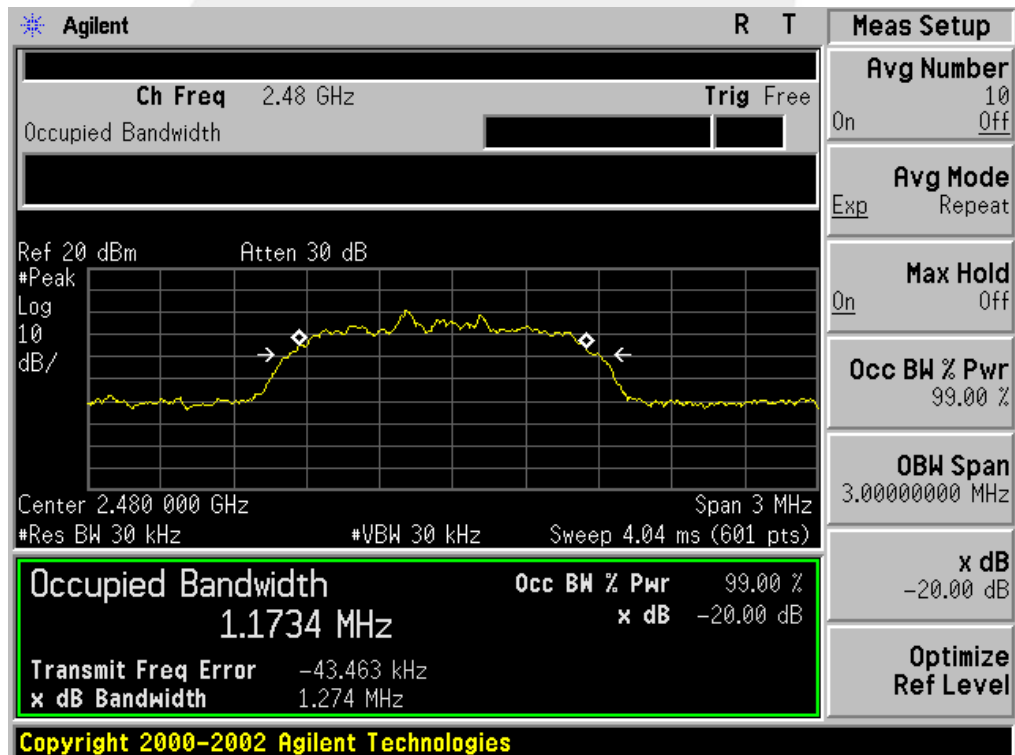 Agilent R T
Ch Freq 2.48 GHz Trig Free
Occupied Bandwidth
Ref 20 dBm Atten 30 dB
#Peak
Log
10
dB/
Center 2.480 000 GHz Span 3 MHz
#Res BW 30 kHz #VBW 30 kHz Sweep 4.04 ms (601 pts)
Occupied Bandwidth Occ BW % Pwr 99.00 %
1.1734 MHz x dB -20.00 dB
Transmit Freq Error -43.463 kHz
x dB Bandwidth 1.274 MHz
Copyright 2000-2002 Agilent Technologies
Meas Setup
Avg Number
10
On Off
Avg Mode
Exp Repeat
Max Hold
On Off
Occ BW % Pwr
99.00 %
OBW Span
3.00000000 MHz
x dB
-20.00 dB
Optimize
Ref Level